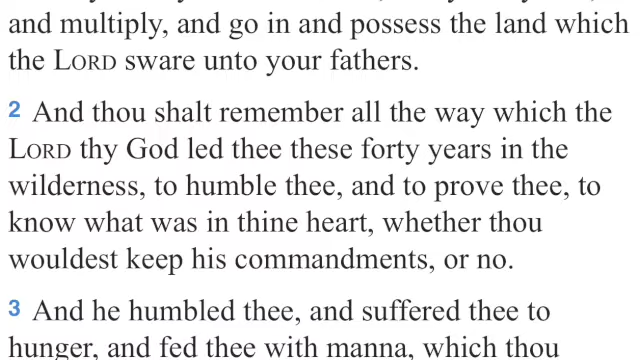 and multiply, and go in and possess the land which
the LORD sware unto your fathers.
2 And thou shalt remember all the way which the
LORD thy God led thee these forty years in the
wilderness, to humble thee, and to prove thee, to
know what was in thine heart, whether thou
wouldest keep his commandments, or no.
3 And he humbled thee, and suffered thee to
hunger, and fed thee with manna, which thou